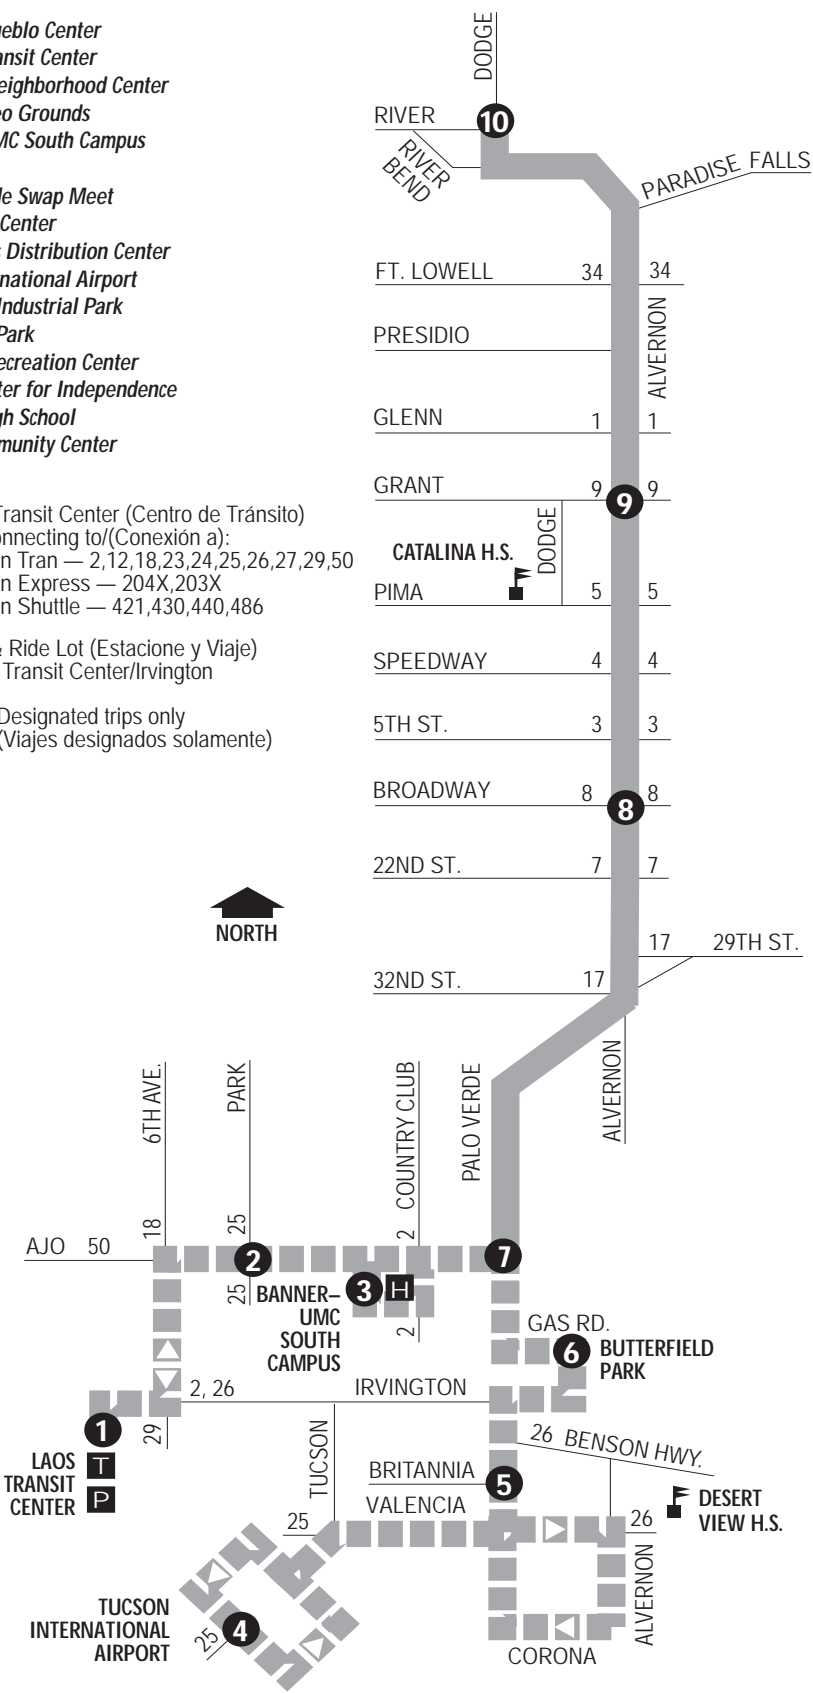 ueblo Center
ansit Center
eighborhood Center
eo Grounds
MC South Campus
le Swap Meet
Center
s Distribution Center
rnational Airport
Industrial Park
Park
ecreation Center
ter for Independence
gh School
munity Center
Transit Center (Centro de Tránsito)
onnecting to/(Conexión a):
n Tran — 2,12,18,23,24,25,26,27,29,50
n Express — 204X,203X
n Shuttle — 421,430,440,486
& Ride Lot (Estacione y Viaje)
Transit Center/Irvington
Designated trips only
(Viajes designados solamente)
DODGE
RIVER
10
RIVER
BEND
PARADISE FALLS
FT. LOWELL 34 34
ALVERNON
PRESIDIO
GLENN 1 1
GRANT 9 9 9
DODGE
CATALINA H.S.
PIMA 5 5
SPEEDWAY 4 4
5TH ST. 3 3
BROADWAY 8 8 8
22ND ST. 7 7
NORTH
17 29TH ST.
32ND ST. 17
6TH AVE.
PARK
COUNTRY CLUB
PALO VERDE
ALVERNON
18
25
2
AJO 50
2
7
25
BANNER–
UMC
SOUTH
CAMPUS
3 H
2
GAS RD.
6
BUTTERFIELD
PARK
2, 26
IRVINGTON
1
29
LAOS
TRANSIT
CENTER
T
P
TUCSON
26 BENSON HWY.
BRITANNIA
5
VALENCIA
DESERT
VIEW H.S.
25
26
ALVERNON
TUCSON
INTERNATIONAL
AIRPORT
25
4
CORONA